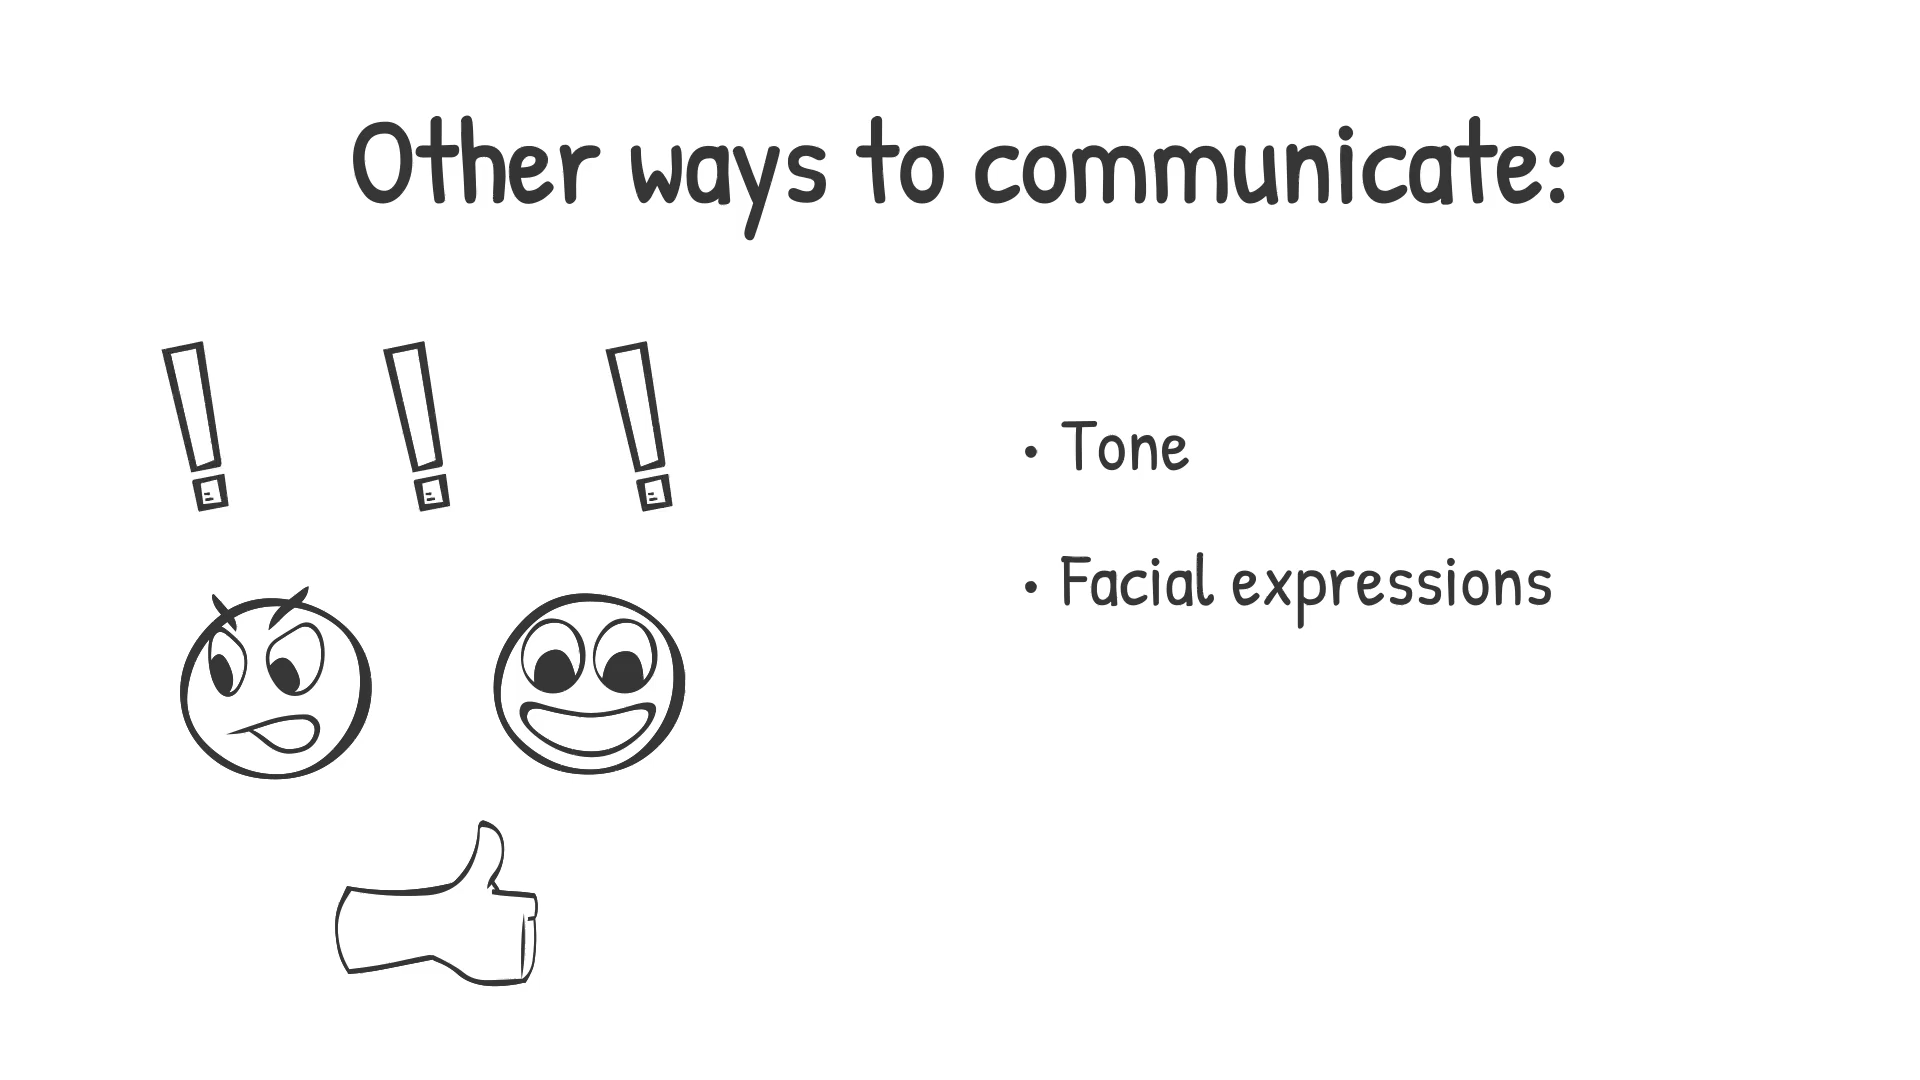 Other ways to communicate:
! ! !
• Tone
• Facial expressions